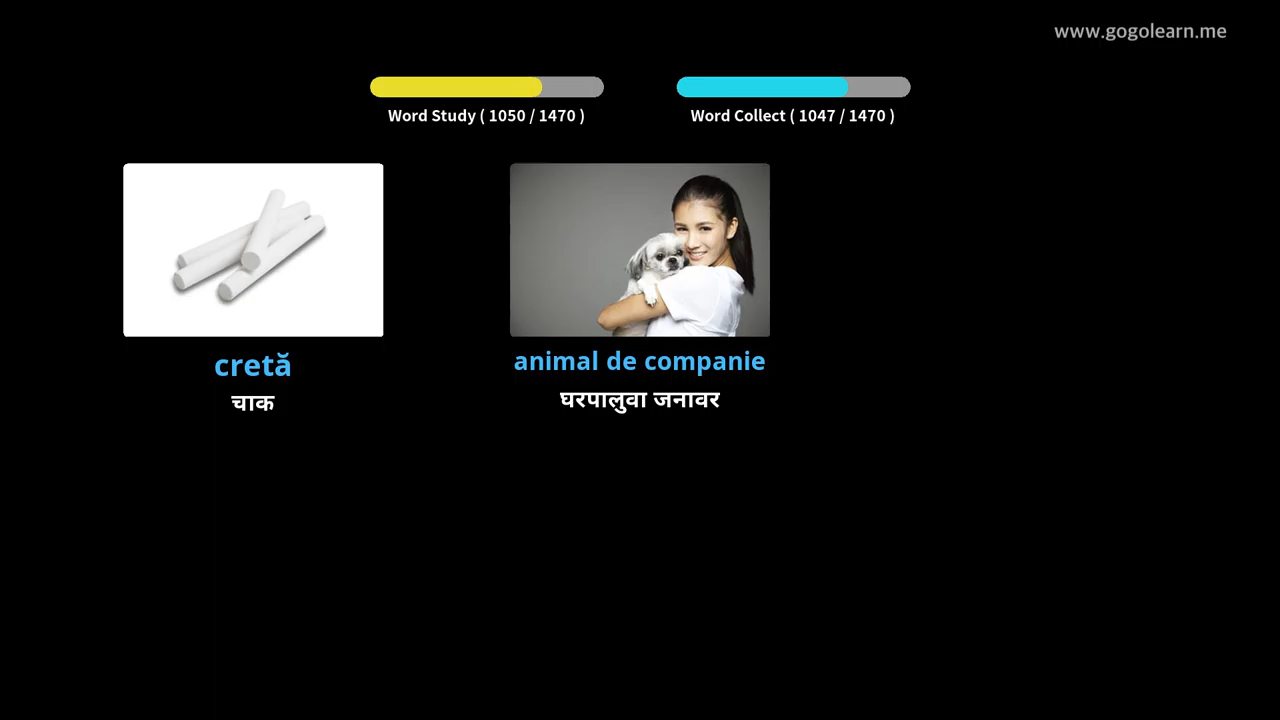 www.gogolearn.me
Word Study ( 1050 / 1470 )
Word Collect ( 1047 / 1470 )
cretă
चाक
animal de companie
घरपालुवा जनावर